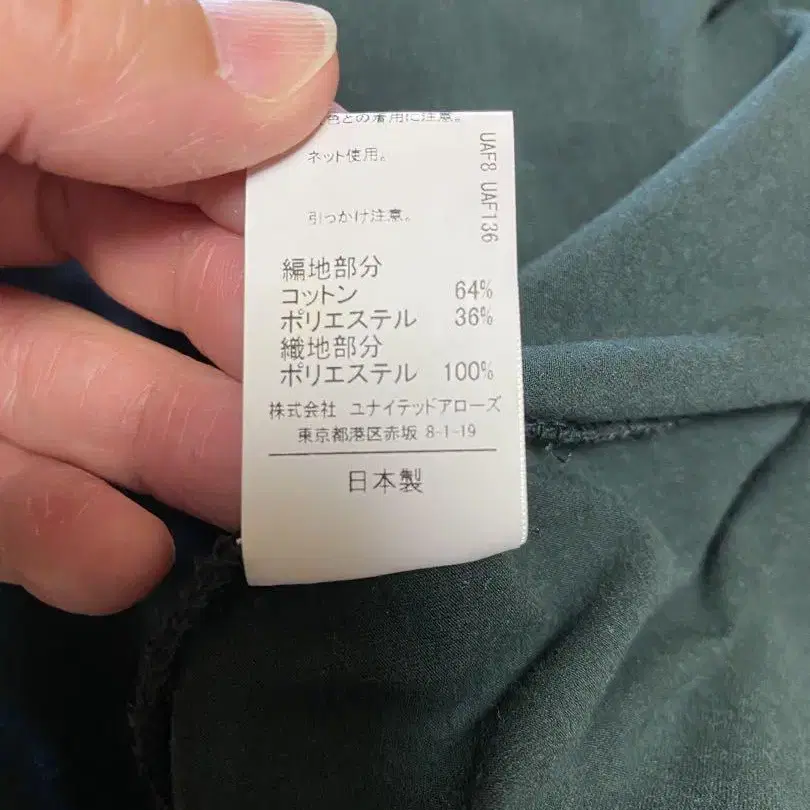 色との着用に注意。
ネット使用。
引っかけ注意。
編地部分
コットン 64%
ポリエステル 36%
織地部分
ポリエステル 100%
株式会社 ユナイテッドアローズ
東京都港区赤坂 8-1-19
日本製
UAF8 UAF136